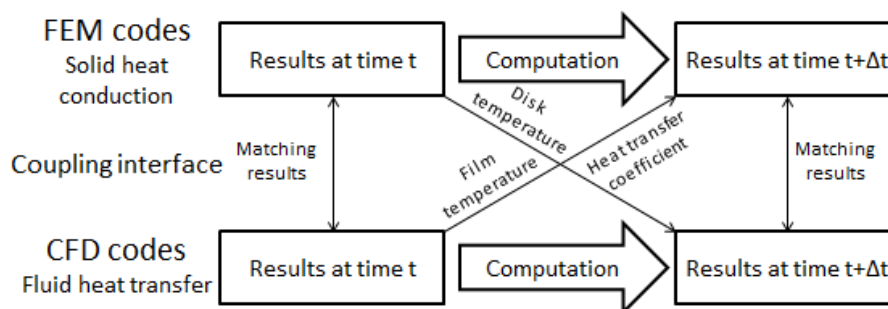 FEM codes
Solid heat
conduction
Results at time t
Computation
Results at time t+Δt
Disk
temperature
Heat transfer
coefficient
Film
temperature
Coupling interface
Matching
results
Matching
results
CFD codes
Fluid heat transfer
Results at time t
Computation
Results at time t+Δt